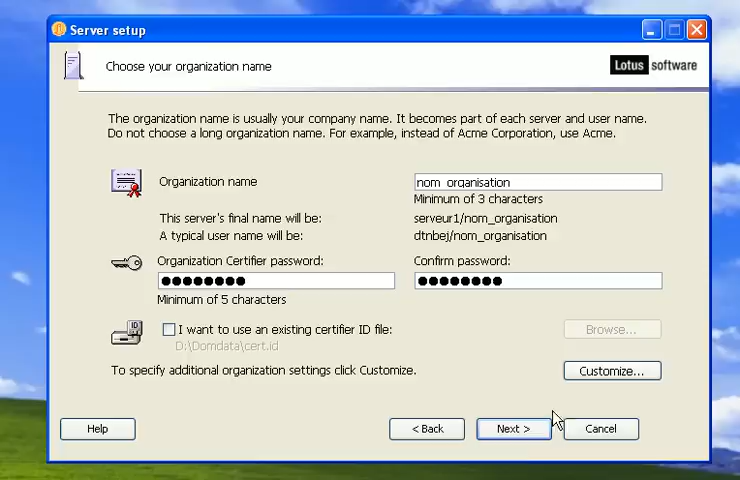 Server setup
Choose your organization name
Lotus software
The organization name is usually your company name. It becomes part of each server and user name.
Do not choose a long organization name. For example, instead of Acme Corporation, use Acme.
Organization name
nom_organisation
Minimum of 3 characters
This server's final name will be:
serveur1/nom_organisation
A typical user name will be:
dtnbej/nom_organisation
Organization Certifier password:
Confirm password:
●●●●●●●●
●●●●●●●●
Minimum of 5 characters
ID
I want to use an existing certifier ID file:
Browse...
D:\Domdata\cert.id
To specify additional organization settings click Customize.
Customize...
Help
< Back
Next >
Cancel